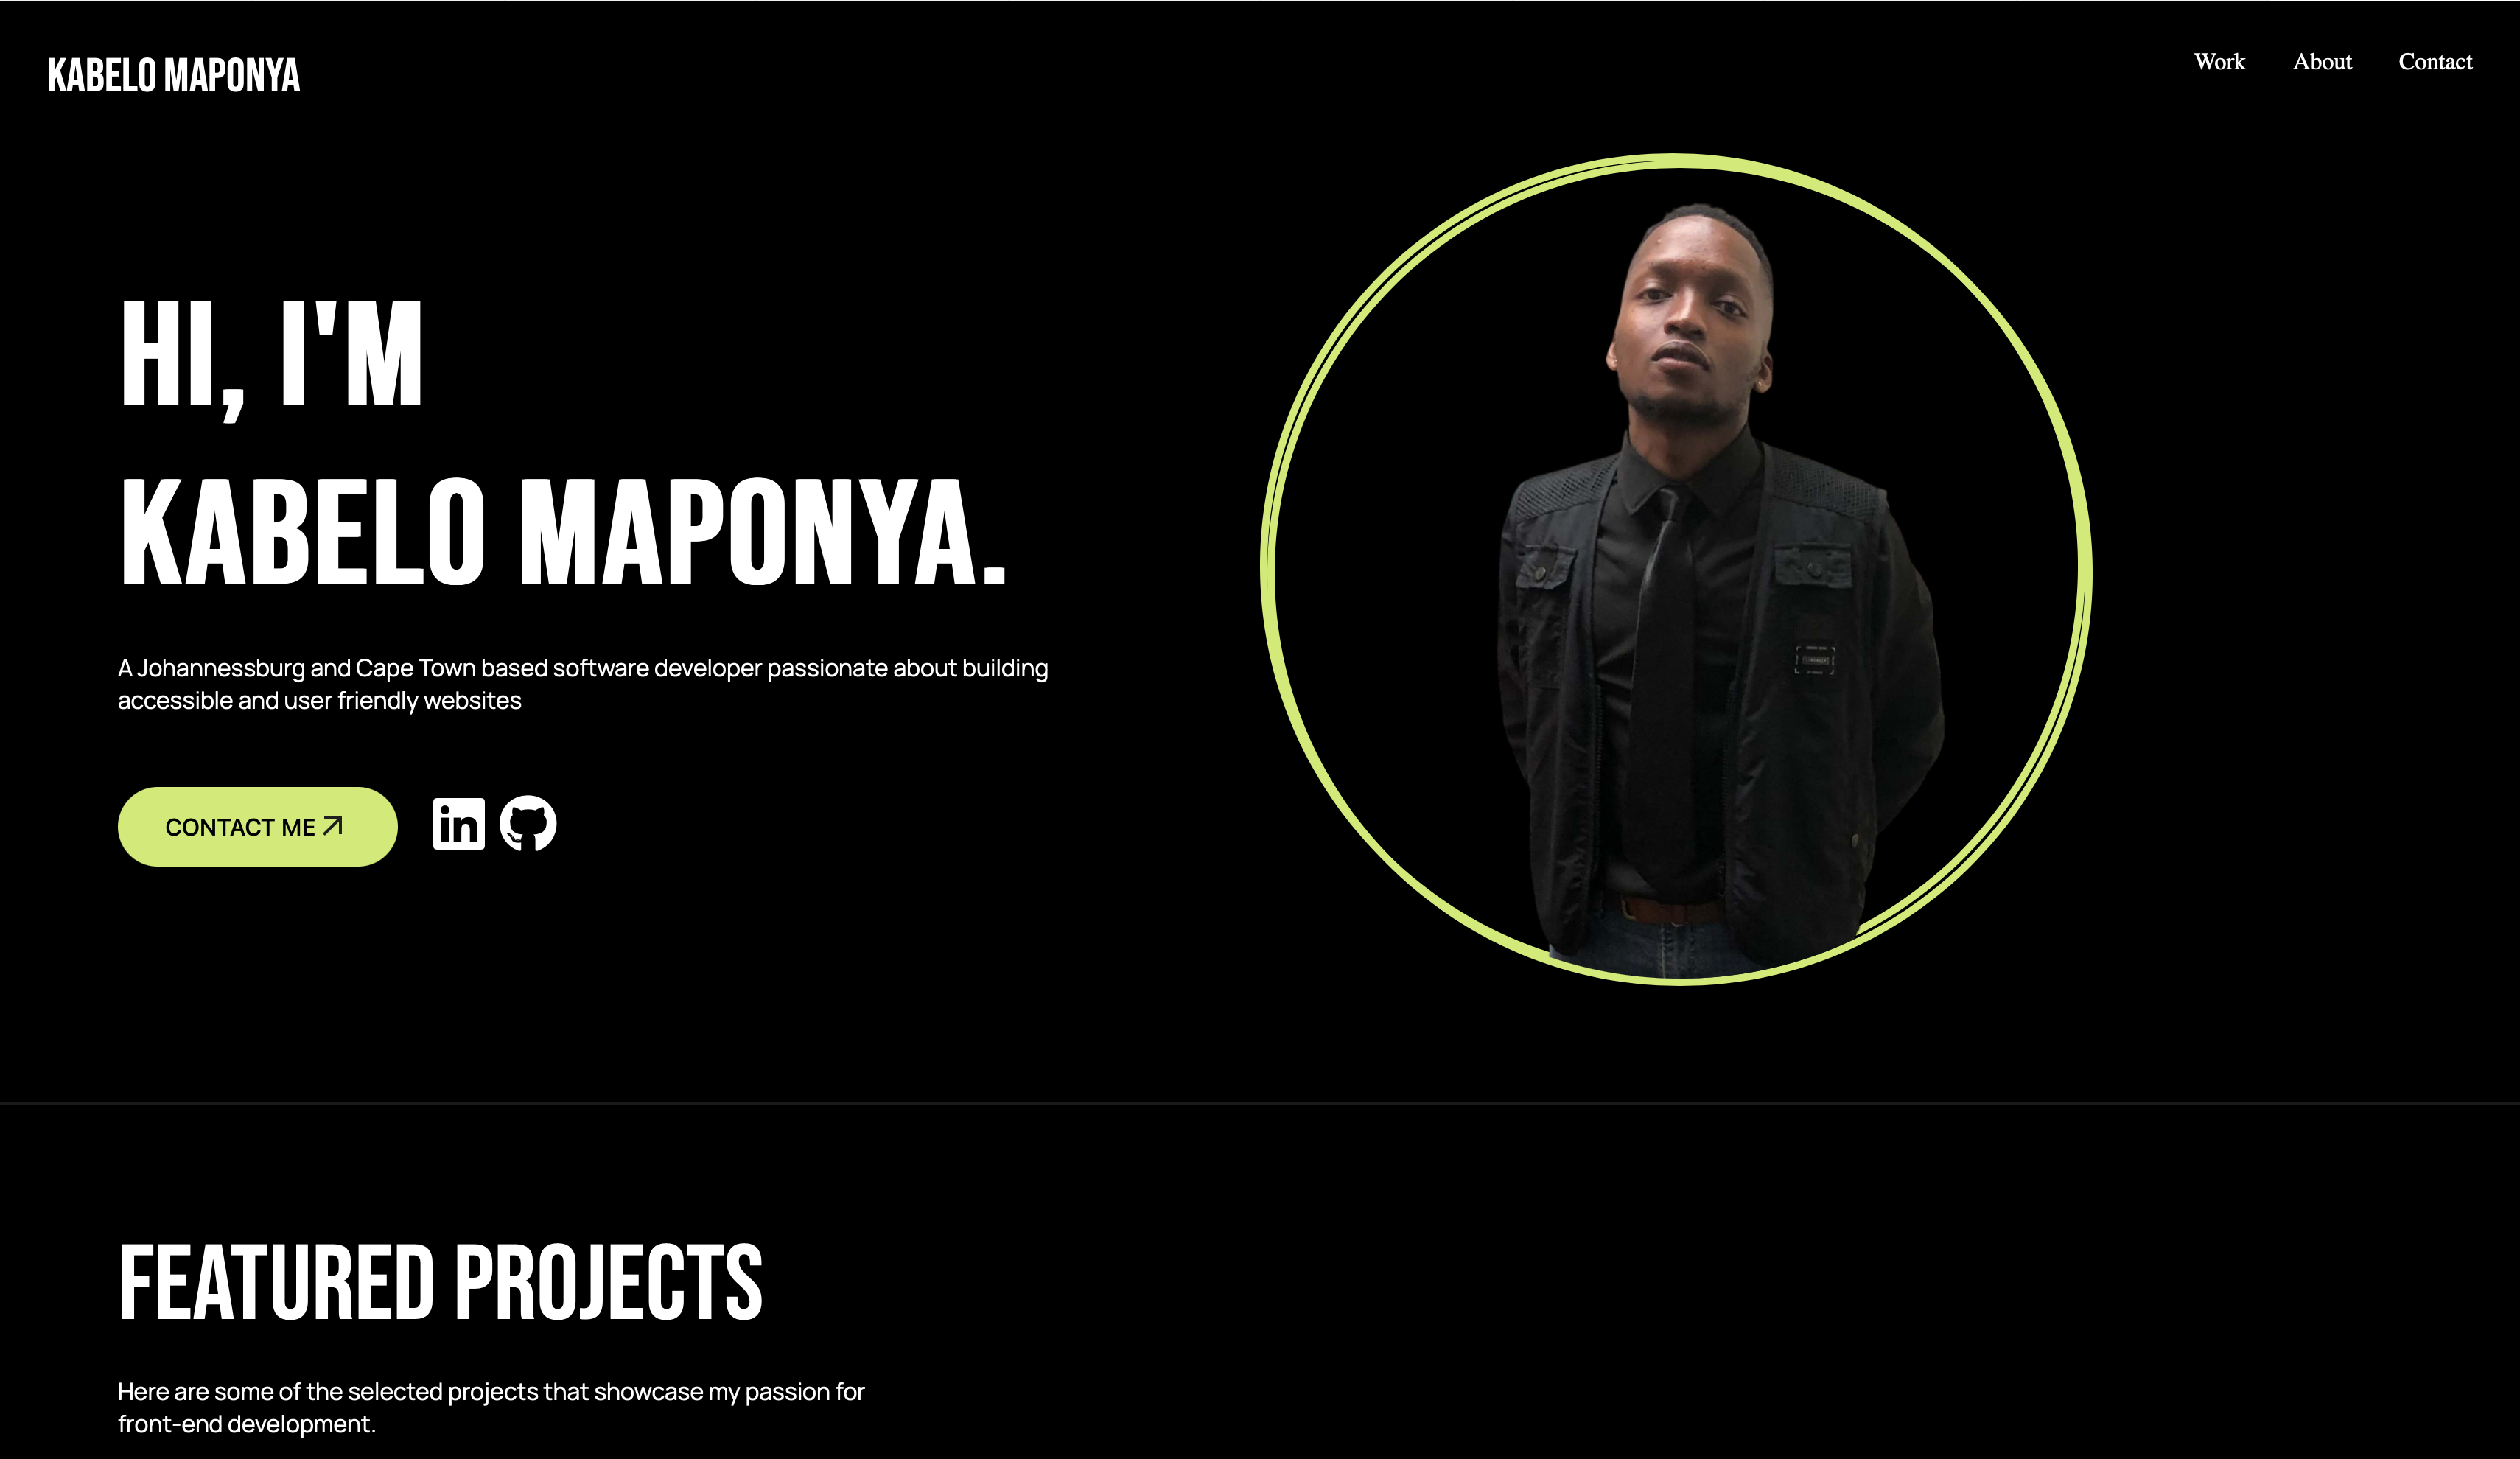 KABELO MAPONYA
Work About Contact
HI, I'M
KABELO MAPONYA.
A Johannessburg and Cape Town based software developer passionate about building
accessible and user friendly websites
CONTACT ME
in
FEATURED PROJECTS
Here are some of the selected projects that showcase my passion for
front-end development.